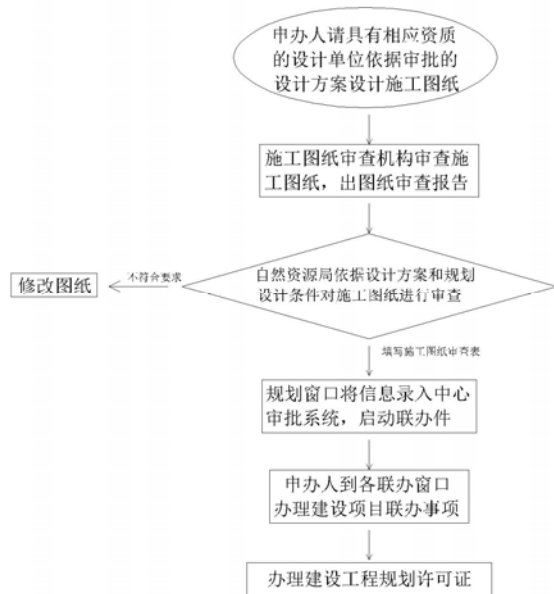 申办人请具有相应资质
的设计单位依据审批的
设计方案设计施工图纸
施工图纸审查机构审查施
工图纸，出图纸审查报告
自然资源局依据设计方案和规划
设计条件对施工图纸进行审查
不符合要求
修改图纸
填写施工图纸审查表
规划窗口将信息录入中心
审批系统，启动联办件
申办人到各联办窗口
办理建设项目联办事项
办理建设工程规划许可证